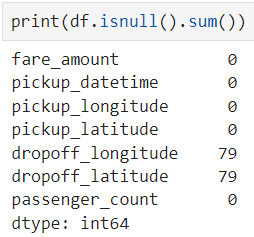 print(df.isnull().sum())
fare_amount 0
pickup_datetime 0
pickup_longitude 0
pickup_latitude 0
dropoff_longitude 79
dropoff_latitude 79
passenger_count 0
dtype: int64